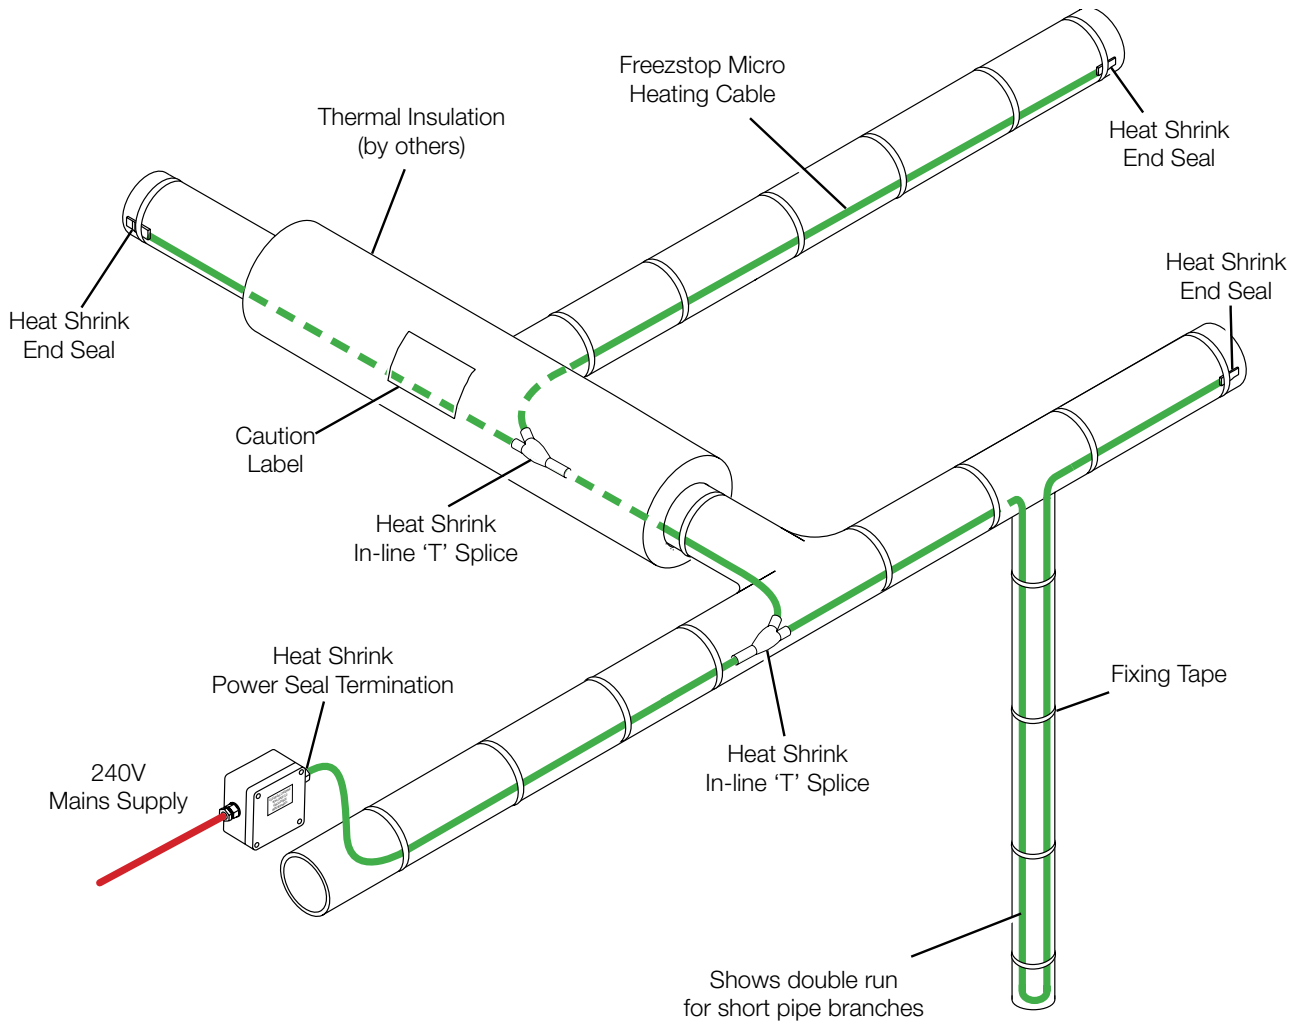 Freezstop Micro
Heating Cable
Thermal Insulation
(by others)
Heat Shrink
End Seal
Heat Shrink
End Seal
Heat Shrink
End Seal
Caution
Label
Heat Shrink
In-line ‘T’ Splice
Heat Shrink
Power Seal Termination
Fixing Tape
240V
Mains Supply
Heat Shrink
In-line ‘T’ Splice
Shows double run
for short pipe branches